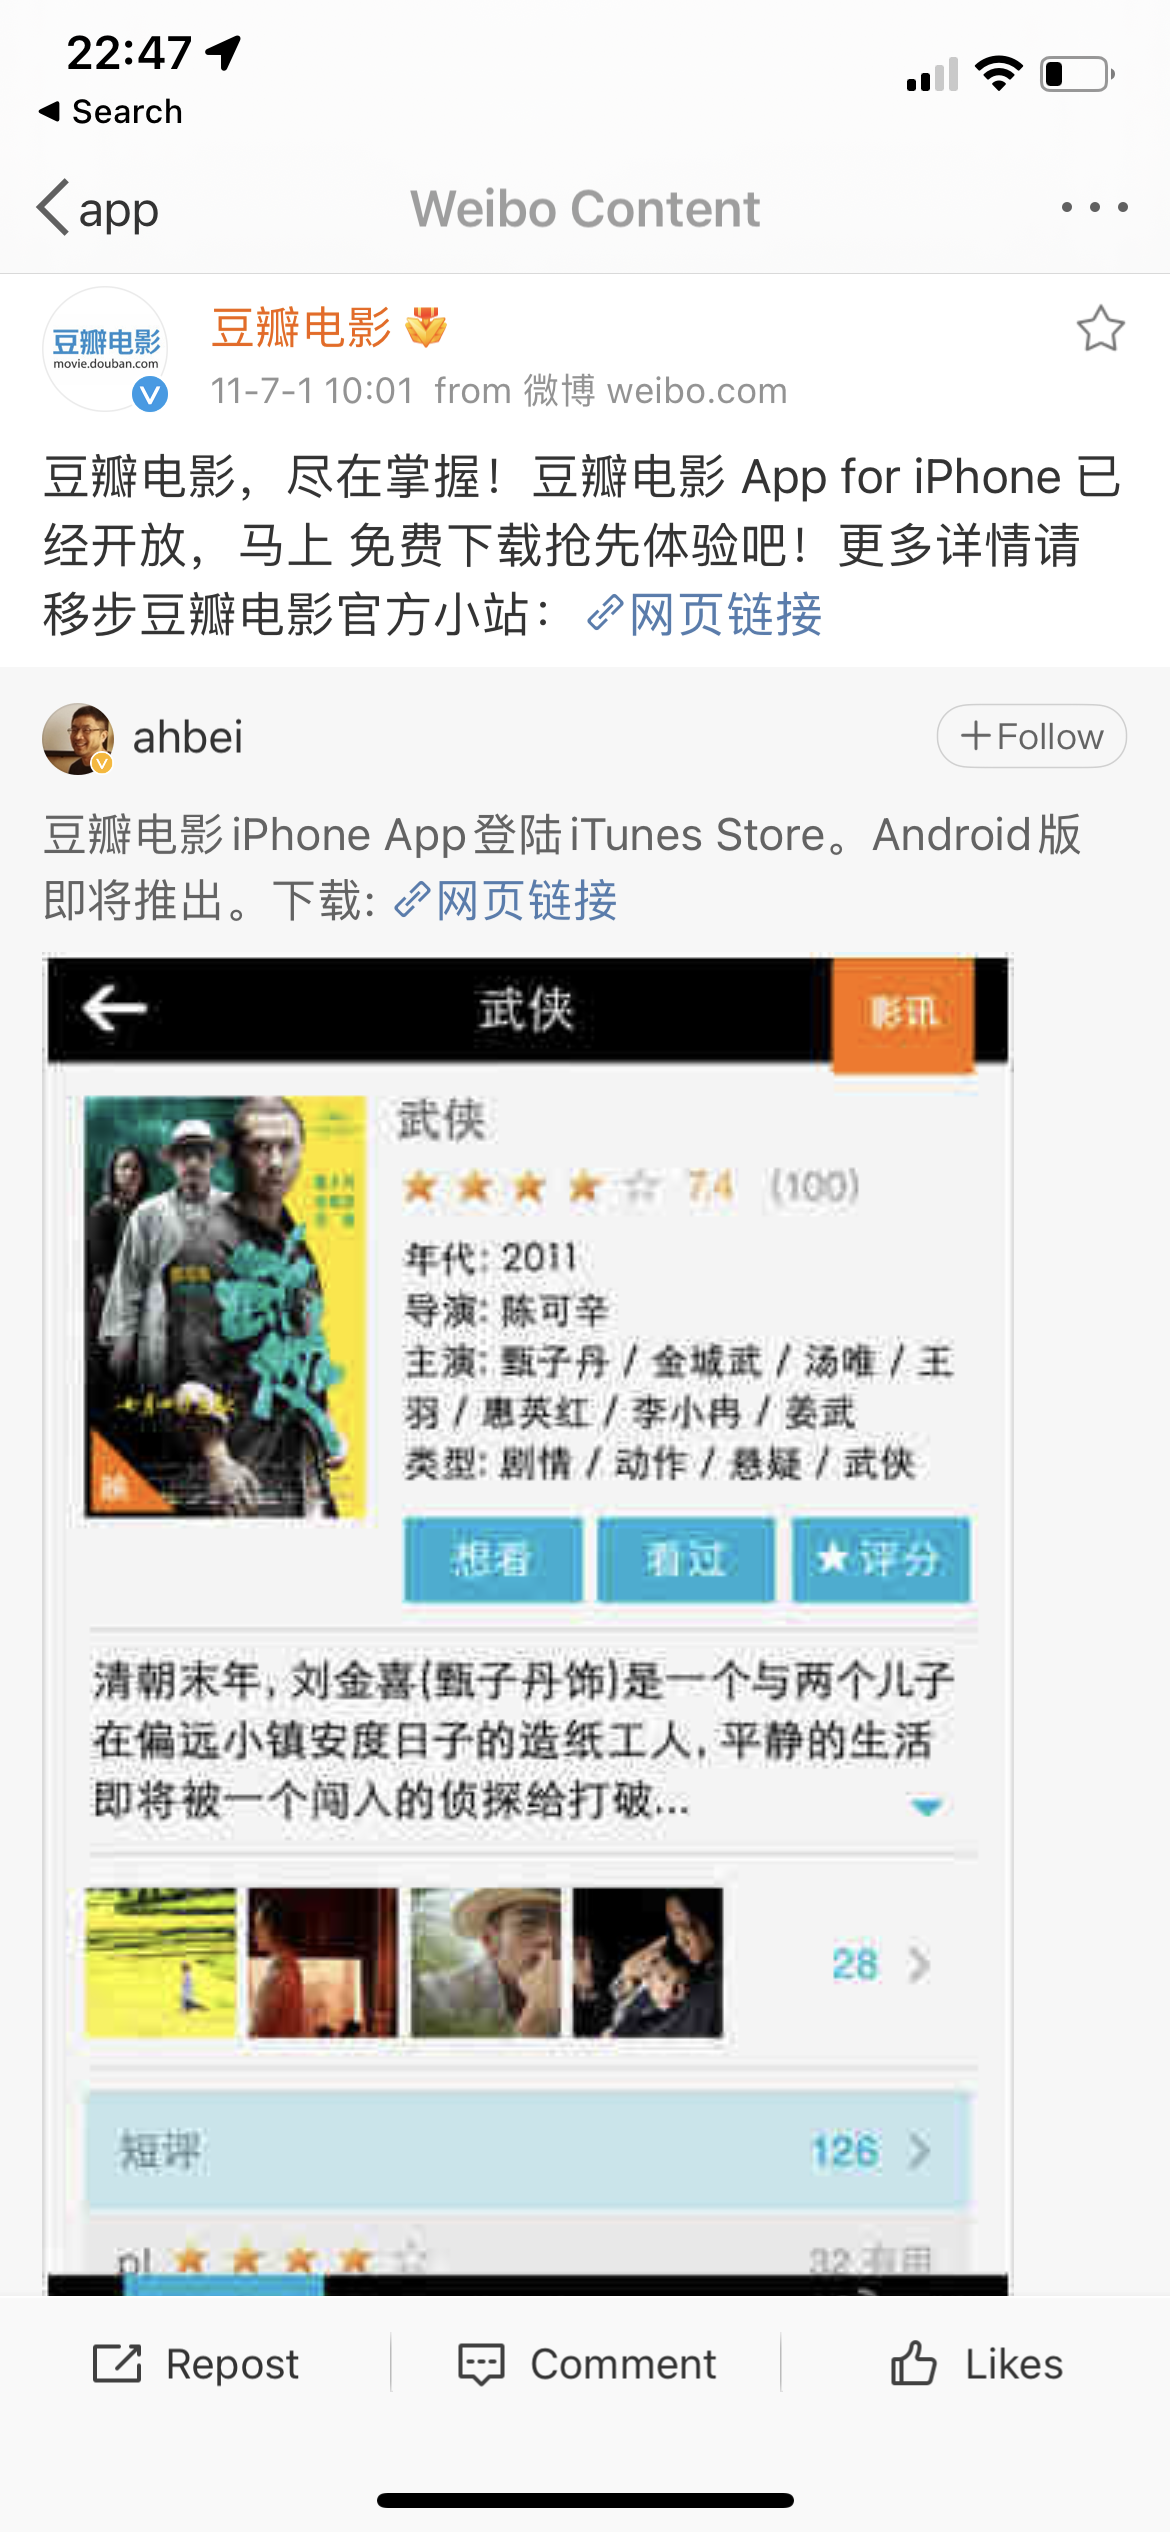 22:47
Search
app
Weibo Content
豆瓣电影
movie.douban.com
豆瓣电影
11-7-1 10:01 from 微博 weibo.com
豆瓣电影，尽在掌握！豆瓣电影 App for iPhone 已
经开放，马上 免费下载抢先体验吧！更多详情请
移步豆瓣电影官方小站：网页链接
ahbei
+Follow
豆瓣电影iPhone App登陆iTunes Store。Android版
即将推出。下载: 网页链接
武侠
影讯
武侠
7.4 (100)
年代: 2011
导演: 陈可辛
主演: 甄子丹 / 金城武 / 汤唯 / 王
羽 / 惠英红 / 李小冉 / 姜武
类型: 剧情 / 动作 / 悬疑 / 武侠
武侠
想看
看过
★评分
清朝末年, 刘金喜(甄子丹饰)是一个与两个儿子
在偏远小镇安度日子的造纸工人, 平静的生活
即将被一个闯入的侦探给打破...
28
短评
126
pl
32 有用
Repost
Comment
Likes